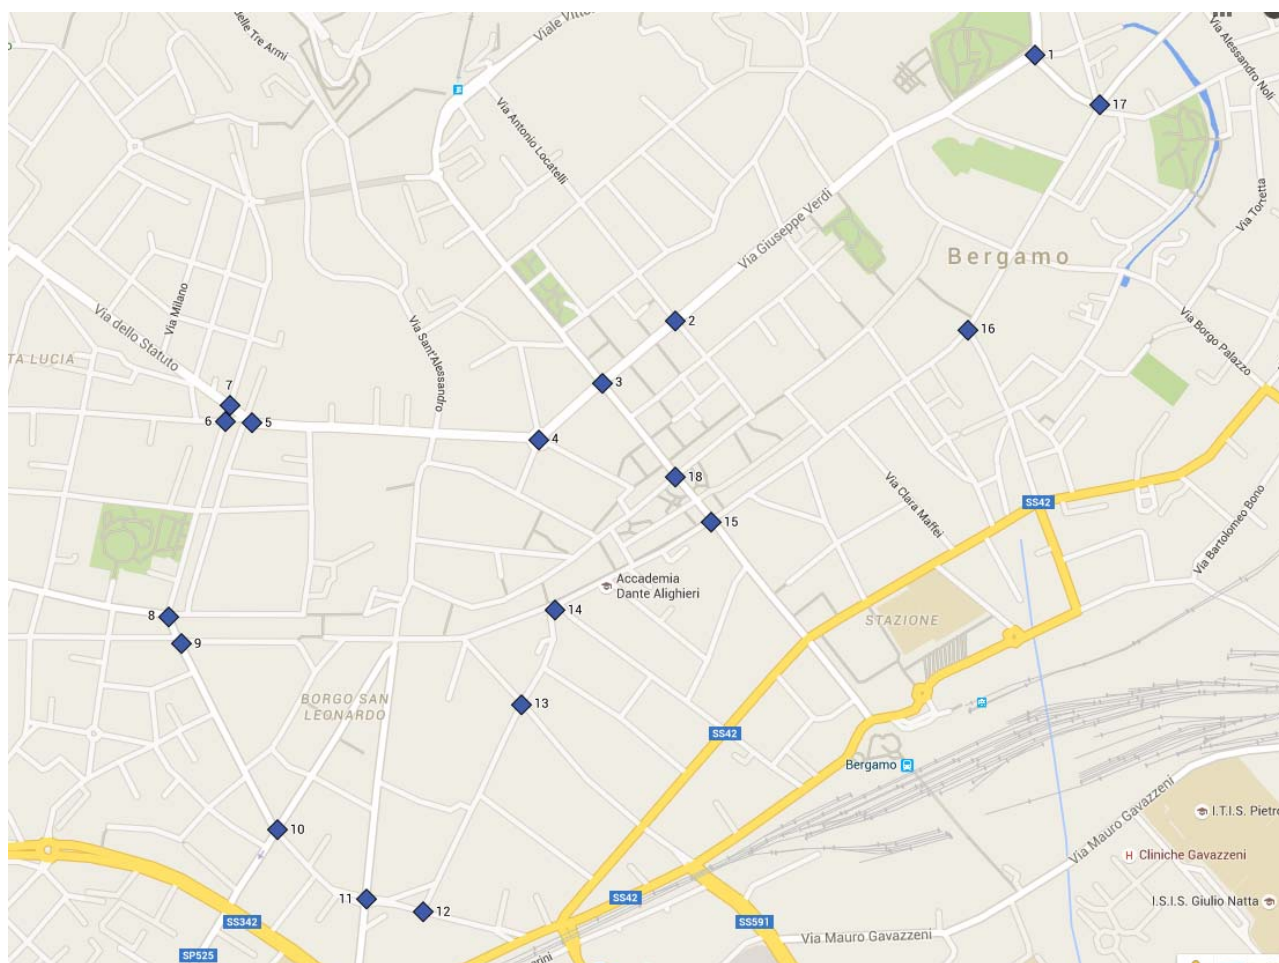 delle Tre Armi
Viale Vitto
Via Alessandro Noli
1
17
Via Antonio Locatelli
Via Giuseppe Verdi
Via Torretta
Bergamo
Via Milano
Via dello Statuto
Via Sant'Alessandro
2
16
Via Borgo Palazzo
TA LUCIA
3
7
6
5
4
18
Via Clara Maffei
SS42
Via Bartolomeo Bono
15
Accademia
Dante Alighieri
8
14
STAZIONE
9
BORGO SAN
LEONARDO
13
SS42
Bergamo
Via Mauro Gavazzeni
10
I.T.I.S. Pietro
H Cliniche Gavazzeni
11
12
SS42
SS342
SS591
I.S.I.S. Giulio Natta
Via Mauro Gavazzeni
SP525
rini